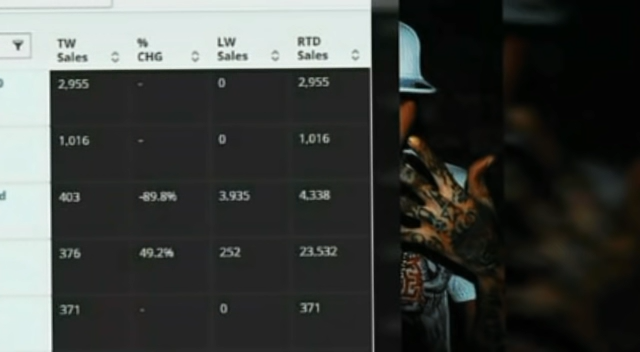 TW Sales % CHG LW Sales RTD Sales
2,955 - 0 2,955
1,016 - 0 1,016
403 -89.8% 3,935 4,338
376 49.2% 252 23,532
371 - 0 371